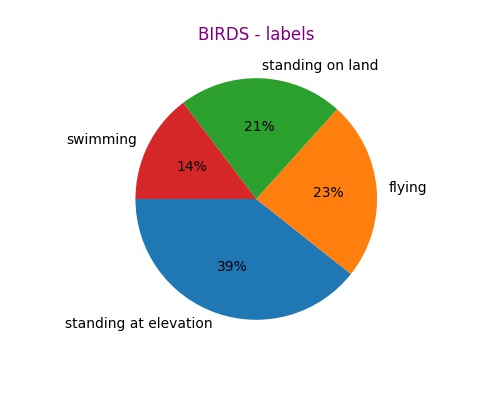 BIRDS - labels
standing on land
swimming
21%
14%
23%
flying
39%
standing at elevation